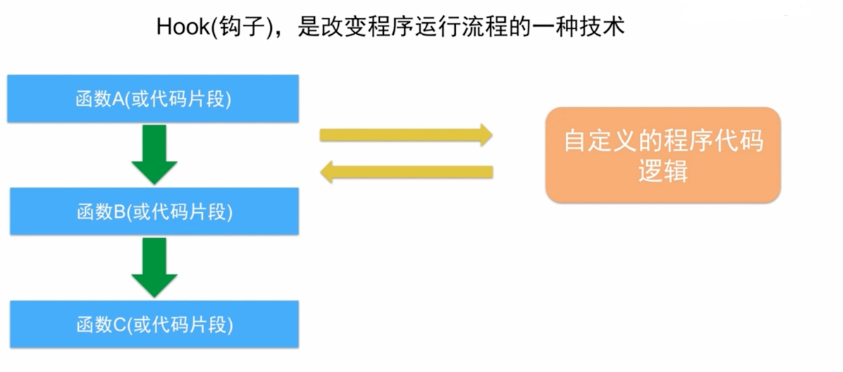 Hook(钩子)，是改变程序运行流程的一种技术
函数A(或代码片段)
自定义的程序代码
逻辑
函数B(或代码片段)
函数C(或代码片段)